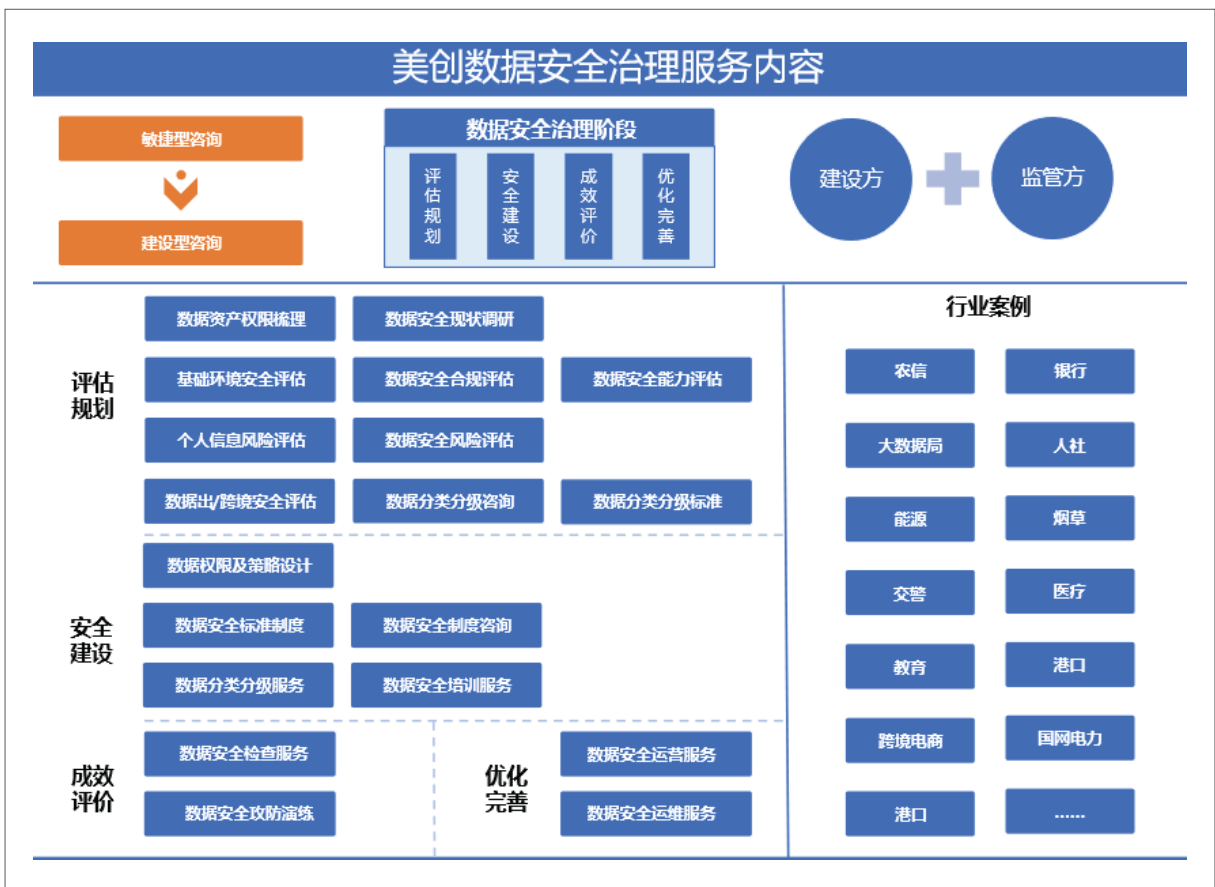 美创数据安全治理服务内容
敏捷型咨询
建设型咨询
数据安全治理阶段
评估规划
安全建设
成效评价
优化完善
建设方
监管方
评估
规划
数据资产权限梳理
数据安全现状调研
基础环境安全评估
数据安全合规评估
数据安全能力评估
个人信息风险评估
数据安全风险评估
数据出/跨境安全评估
数据分类分级咨询
数据分类分级标准
安全
建设
数据权限及策略设计
数据安全标准制度
数据安全制度咨询
数据分类分级服务
数据安全培训服务
成效
评价
数据安全检查服务
数据安全攻防演练
优化
完善
数据安全运营服务
数据安全运维服务
行业案例
农信
银行
大数据局
人社
能源
烟草
交警
医疗
教育
港口
跨境电商
国网电力
港口
......